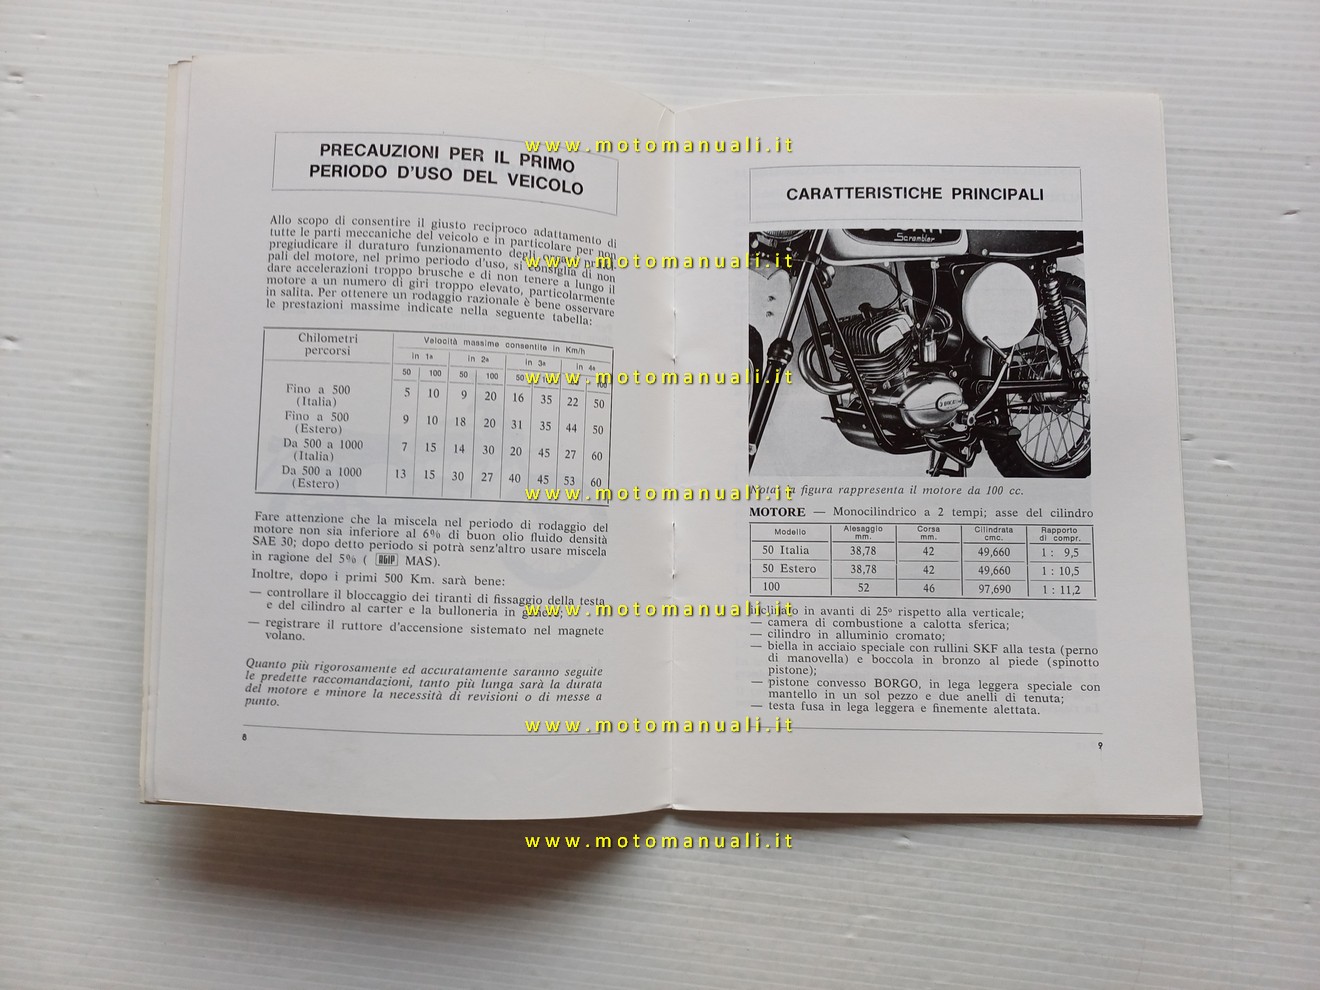 PRECAUZIONI PER IL PRIMO
PERIODO D'USO DEL VEICOLO
Allo scopo di consentire il giusto reciproco adattamento di
tutte le parti meccaniche del veicolo e in particolare per non
pregiudicare il duraturo funzionamento degli
pali del motore, nel primo periodo d'uso, si consiglia di non
dare accelerazioni troppo brusche e di non tenere a lungo il
motore a un numero di giri troppo elevato, particolarmente
in salita. Per ottenere un rodaggio razionale è bene osservare
le prestazioni massime indicate nella seguente tabella:
Chilometri percorsi Velocità massime consentite in Km/h
in 1ª in 2ª in 3ª in 4ª
50 100 50 100 50 100
Fino a 500 (Italia) 5 10 9 20 16 35 22 50
Fino a 500 (Estero) 9 10 18 20 31 35 44 50
Da 500 a 1000 (Italia) 7 15 14 30 20 45 27 60
Da 500 a 1000 (Estero) 13 15 30 27 40 45 53 60
Fare attenzione che la miscela nel periodo di rodaggio del
motore non sia inferiore al 6% di buon olio fluido densità
SAE 30; dopo detto periodo si potrà senz'altro usare miscela
in ragione del 5% ( AGIP MAS).
Inoltre, dopo i primi 500 Km. sarà bene:
— controllare il bloccaggio dei tiranti di fissaggio della testa
e del cilindro al carter e la bulloneria in genere;
— registrare il ruttore d'accensione sistemato nel magnete
volano.
Quanto più rigorosamente ed accuratamente saranno seguite
le predette raccomandazioni, tanto più lunga sarà la durata
del motore e minore la necessità di revisioni o di messe a
punto.
8
CARATTERISTICHE PRINCIPALI
Scrambler
Nota: la figura rappresenta il motore da 100 cc.
MOTORE — Monocilindrico a 2 tempi; asse del cilindro
Modello Alesaggio mm. Corsa mm. Cilindrata cmc. Rapporto di compr.
50 Italia 38,78 42 49,660 1 : 9,5
50 Estero 38,78 42 49,660 1 : 10,5
100 52 46 97,690 1 : 11,2
inclinato in avanti di 25º rispetto alla verticale;
— camera di combustione a calotta sferica;
— cilindro in alluminio cromato;
— biella in acciaio speciale con rullini SKF alla testa (perno
di manovella) e boccola in bronzo al piede (spinotto
pistone);
— pistone convesso BORGO, in lega leggera speciale con
mantello in un sol pezzo e due anelli di tenuta;
— testa fusa in lega leggera e finemente alettata.
9
www.motomanuali.it
www.motomanuali.it
www.motomanuali.it
www.motomanuali.it
www.motomanuali.it
www.motomanuali.it
www.motomanuali.it